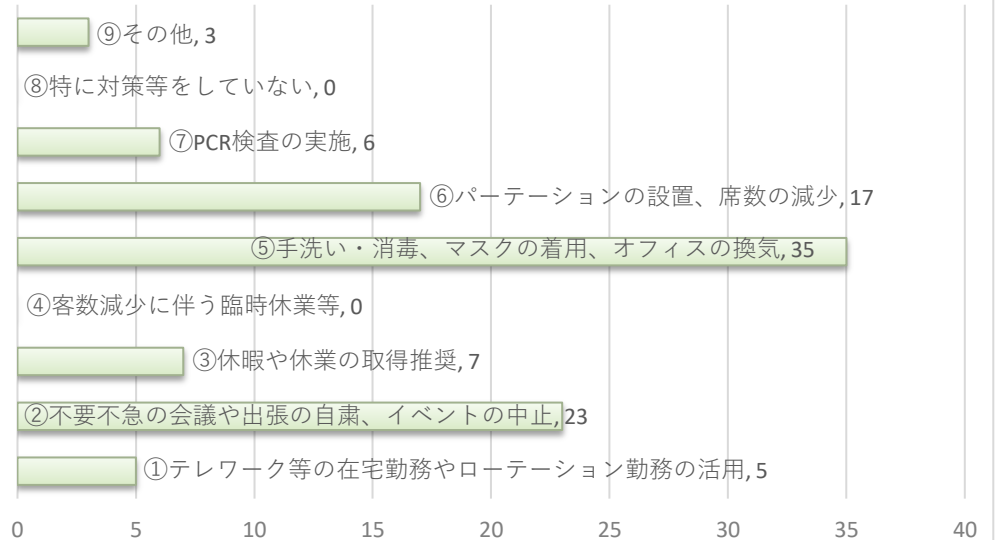 ⑨その他, 3
⑧特に対策等をしていない, 0
⑦PCR検査の実施, 6
⑥パーテーションの設置、席数の減少, 17
⑤手洗い・消毒、マスクの着用、オフィスの換気, 35
④客数減少に伴う臨時休業等, 0
③休暇や休業の取得推奨, 7
②不要不急の会議や出張の自粛、イベントの中止, 23
①テレワーク等の在宅勤務やローテーション勤務の活用, 5
0 5 10 15 20 25 30 35 40